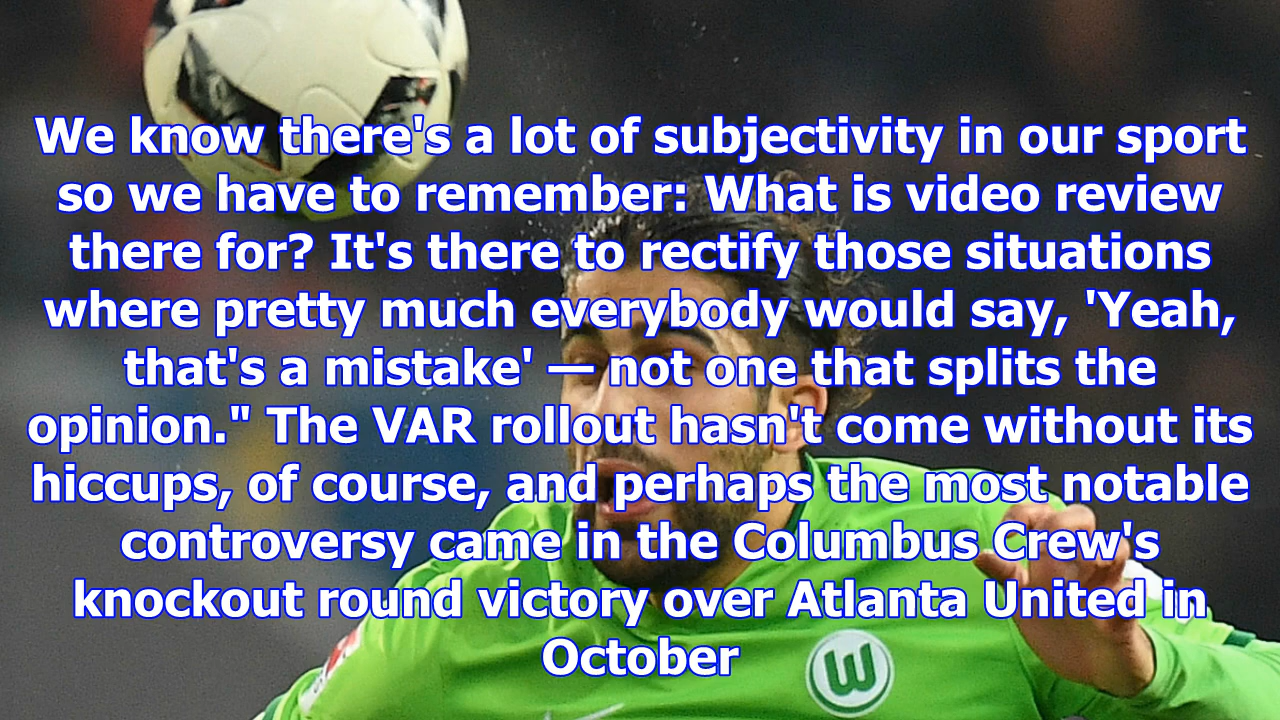 We know there's a lot of subjectivity in our sport
so we have to remember: What is video review
there for? It's there to rectify those situations
where pretty much everybody would say, 'Yeah,
that's a mistake' — not one that splits the
opinion." The VAR rollout hasn't come without its
hiccups, of course, and perhaps the most notable
controversy came in the Columbus Crew's
knockout round victory over Atlanta United in
October
W